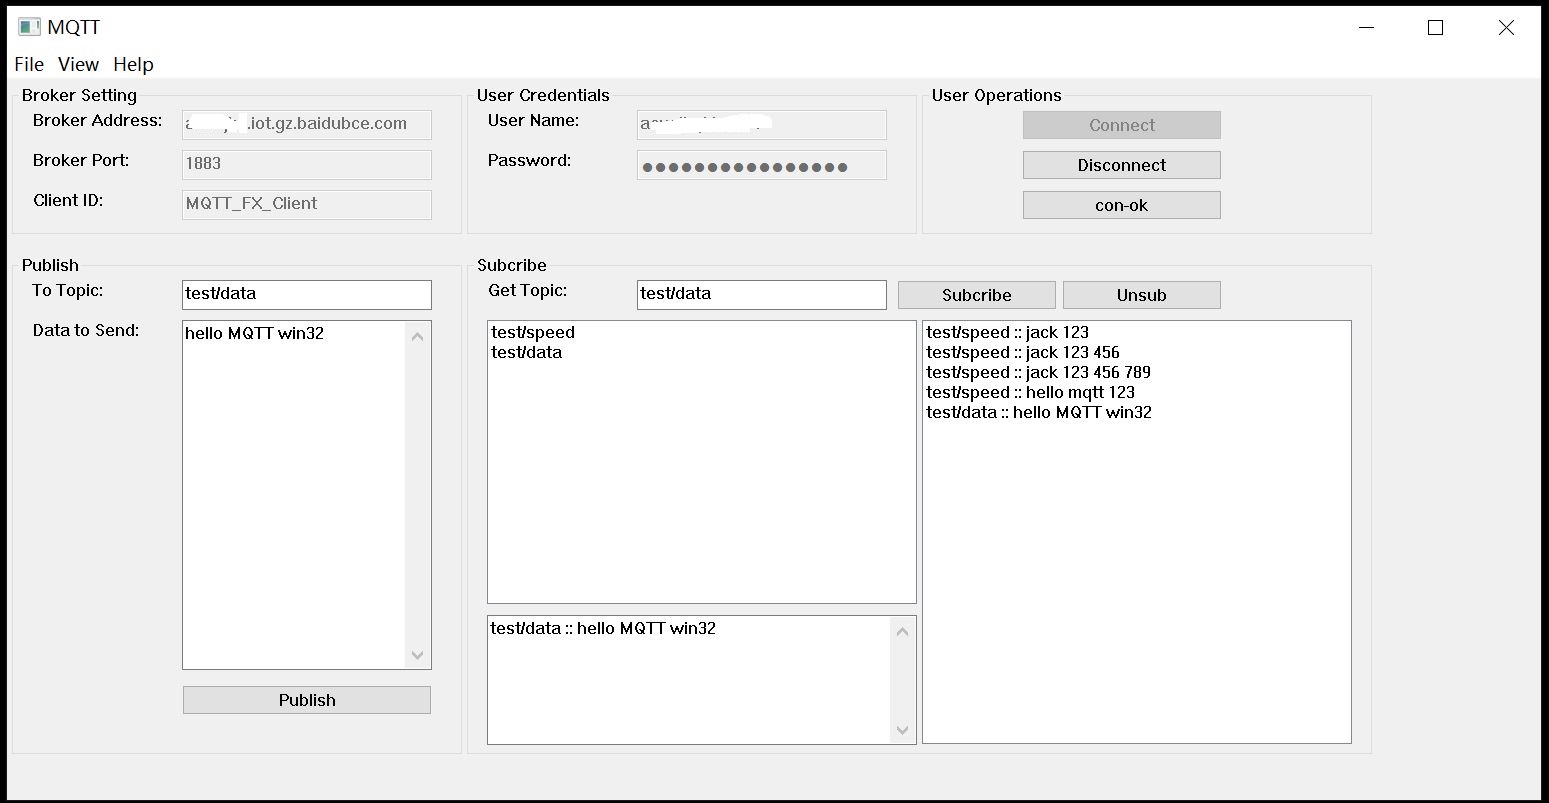 MQTT
File View Help
Broker Setting
Broker Address: .iot.gz.baidubce.com
Broker Port: 1883
Client ID: MQTT_FX_Client
User Credentials
User Name:
Password: ●●●●●●●●●●●●●●●●
User Operations
Connect
Disconnect
con-ok
Publish
To Topic: test/data
Data to Send: hello MQTT win32
Publish
Subcribe
Get Topic: test/data Subcribe Unsub
test/speed
test/data
test/data :: hello MQTT win32
test/speed :: jack 123
test/speed :: jack 123 456
test/speed :: jack 123 456 789
test/speed :: hello mqtt 123
test/data :: hello MQTT win32